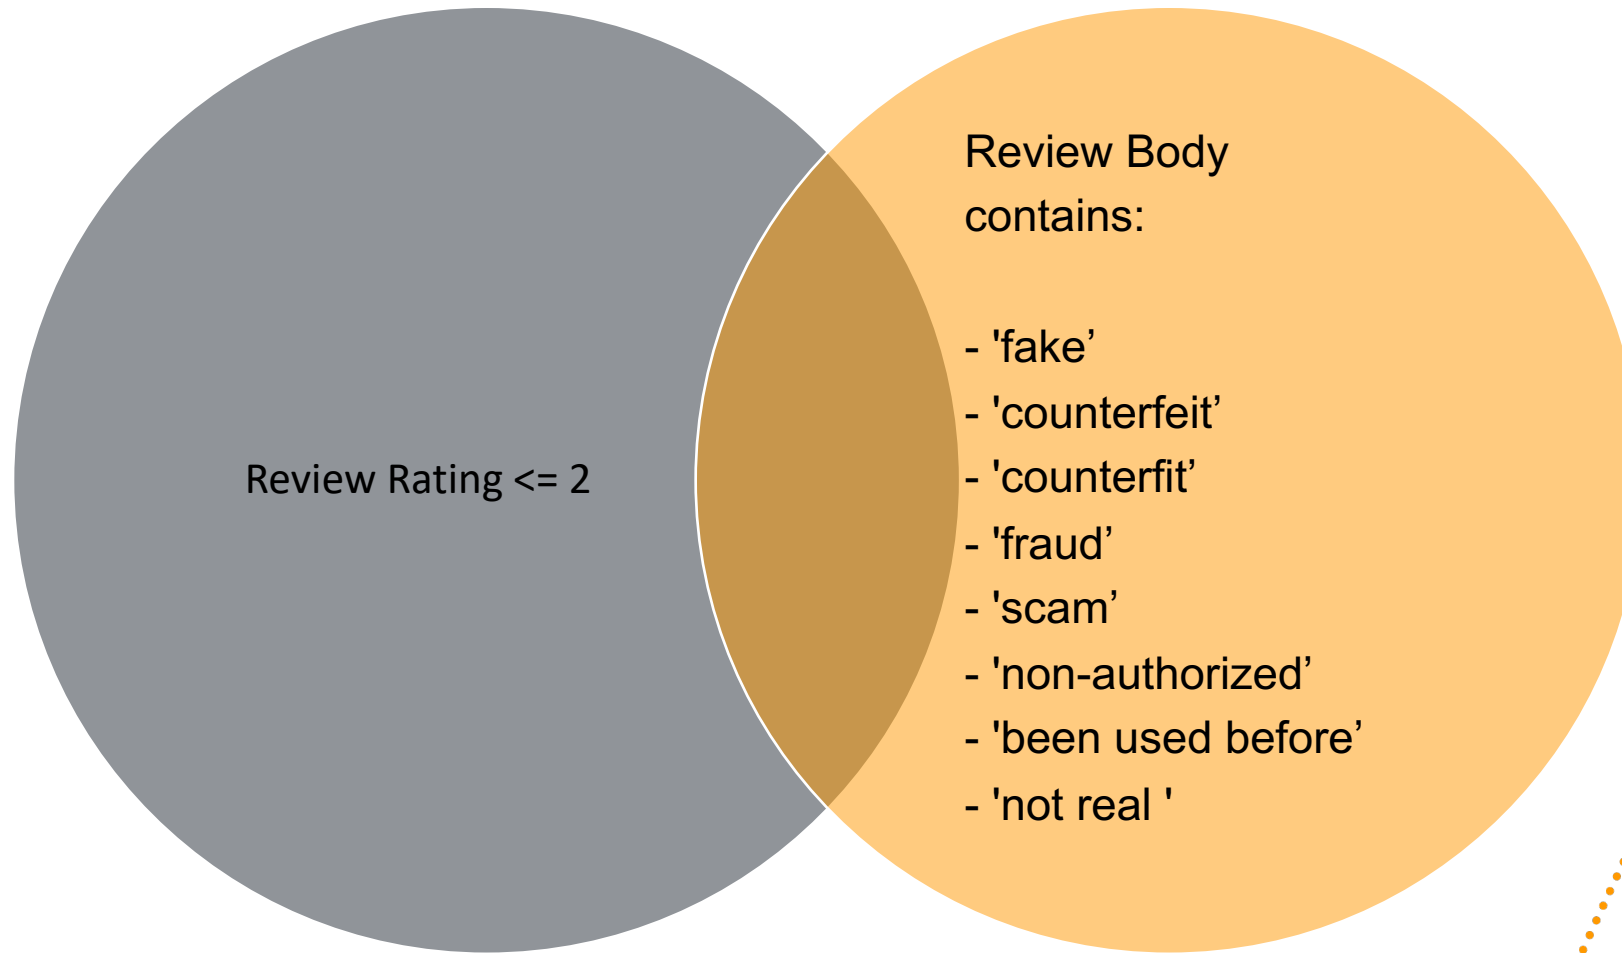 Review Rating <= 2
Review Body
contains:
- 'fake’
- 'counterfeit’
- 'counterfit’
- 'fraud’
- 'scam’
- 'non-authorized’
- 'been used before’
- 'not real '